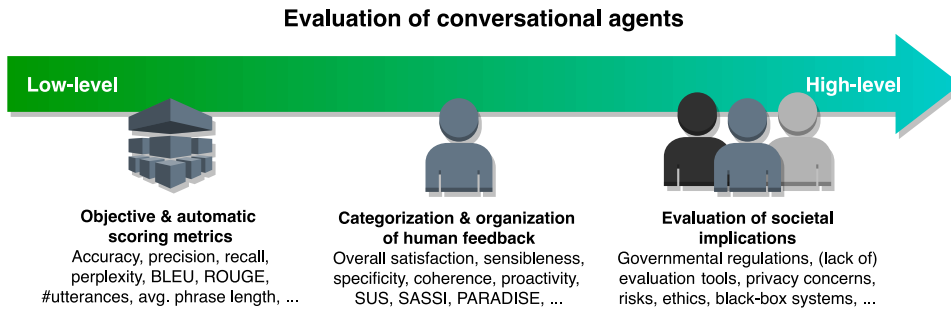 Evaluation of conversational agents
Low-level
High-level
Objective & automatic
scoring metrics
Accuracy, precision, recall,
perplexity, BLEU, ROUGE,
#utterances, avg. phrase length, ...
Categorization & organization
of human feedback
Overall satisfaction, sensibleness,
specificity, coherence, proactivity,
SUS, SASSI, PARADISE, ...
Evaluation of societal
implications
Governmental regulations, (lack of)
evaluation tools, privacy concerns,
risks, ethics, black-box systems, ...